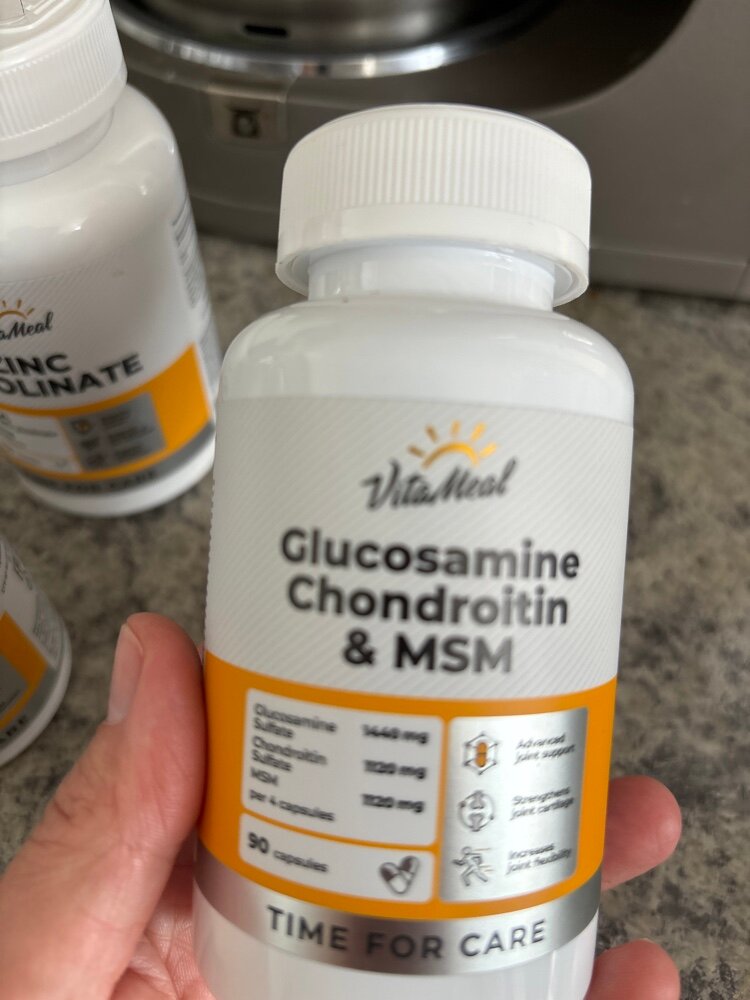 VitaMeal
Glucosamine
Chondroitin
& MSM
Glucosamine
Sulfate
1440 mg
Chondroitin
Sulfate
1120 mg
MSM
1120 mg
per 4 capsules
90 capsules
Advanced
joint support
Strengthens
joint cartilage
Increases
joint flexibility
TIME FOR CARE
aMeal
ZINC
OLINATE